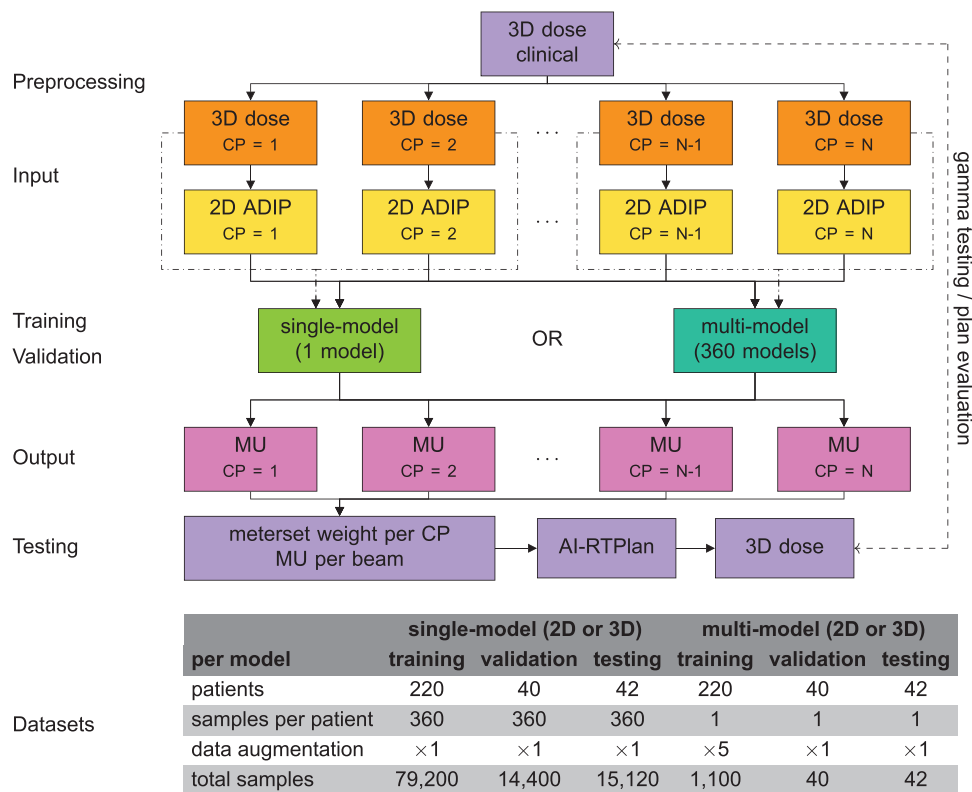 3D dose
clinical
Preprocessing
3D dose
CP = 1
3D dose
CP = 2
· · ·
3D dose
CP = N-1
3D dose
CP = N
Input
2D ADIP
CP = 1
2D ADIP
CP = 2
· · ·
2D ADIP
CP = N-1
2D ADIP
CP = N
gamma testing / plan evaluation
Training
Validation
single-model
(1 model)
OR
multi-model
(360 models)
Output
MU
CP = 1
MU
CP = 2
· · ·
MU
CP = N-1
MU
CP = N
Testing
meterset weight per CP
MU per beam
AI-RTPlan
3D dose
Datasets
single-model (2D or 3D) multi-model (2D or 3D)
per model training validation testing training validation testing
patients 220 40 42 220 40 42
samples per patient 360 360 360 1 1 1
data augmentation ×1 ×1 ×1 ×5 ×1 ×1
total samples 79,200 14,400 15,120 1,100 40 42